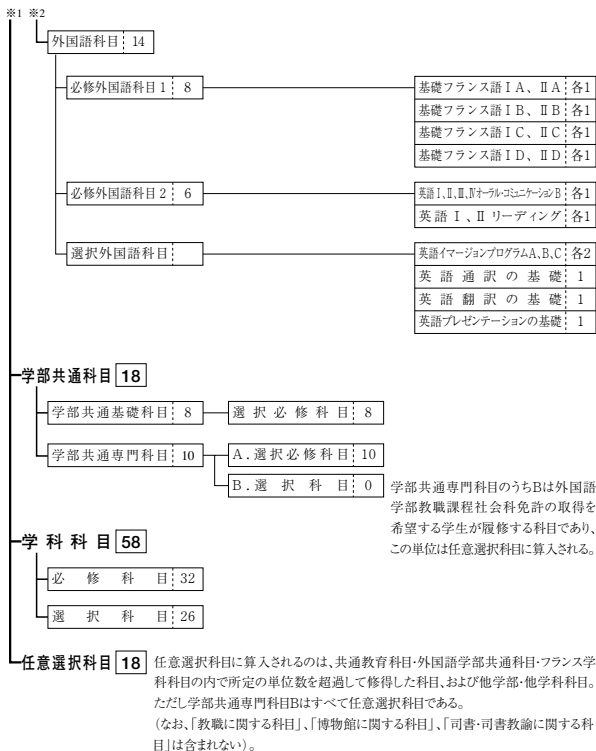 ※1 ※2
外国語科目 14
必修外国語科目1 8
基礎フランス語ⅠA、ⅡA 各1
基礎フランス語ⅠB、ⅡB 各1
基礎フランス語ⅠC、ⅡC 各1
基礎フランス語ⅠD、ⅡD 各1
必修外国語科目2 6
英語Ⅰ、Ⅱ、Ⅲ、Ⅳオーラル・コミュニケーションB 各1
英語Ⅰ、Ⅱリーディング 各1
選択外国語科目
英語イマージョンプログラムA、B、C 各2
英語通訳の基礎 1
英語翻訳の基礎 1
英語プレゼンテーションの基礎 1
学部共通科目 18
学部共通基礎科目 8 選択必修科目 8
学部共通専門科目 10 A.選択必修科目 10
B.選択科目 0
学部共通専門科目のうちBは外国語
学部教職課程社会科免許の取得を
希望する学生が履修する科目であり、
この単位は任意選択科目に算入される。
学科科目 58
必修科目 32
選択科目 26
任意選択科目 18
任意選択科目に算入されるのは、共通教育科目・外国語学部共通科目・フランス学
科科目の内で所定の単位数を超過して修得した科目、および他学部・他学科科目。
ただし学部共通専門科目Bはすべて任意選択科目である。
(なお、「教職に関する科目」、「博物館に関する科目」、「司書・司書教諭に関する科
目」は含まれない)。